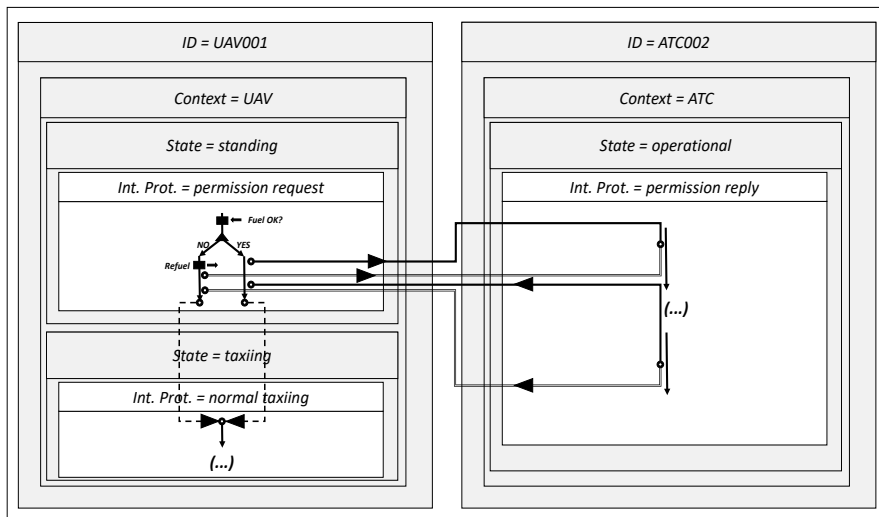 ID = UAV001
Context = UAV
State = standing
Int. Prot. = permission request
Fuel OK?
NO
YES
Refuel
State = taxiing
Int. Prot. = normal taxiing
(...)
ID = ATC002
Context = ATC
State = operational
Int. Prot. = permission reply
(...)